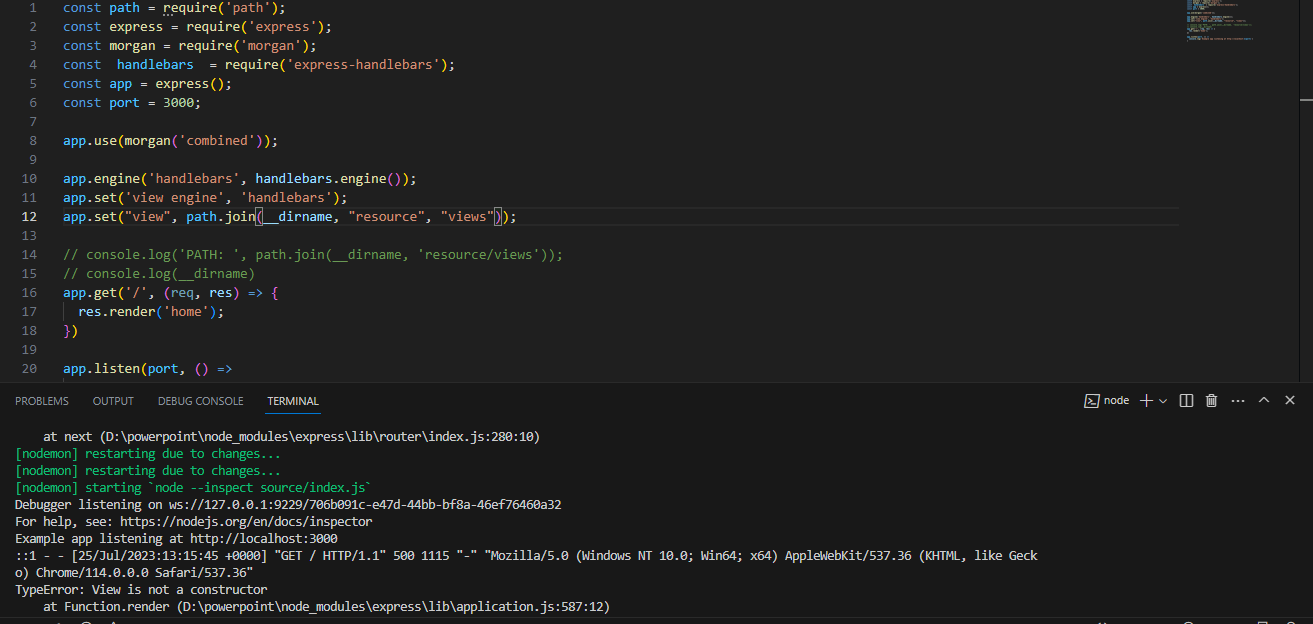 1 const path = require('path');
2 const express = require('express');
3 const morgan = require('morgan');
4 const  handlebars  = require('express-handlebars');
5 const app = express();
6 const port = 3000;
7
8 app.use(morgan('combined'));
9
10 app.engine('handlebars', handlebars.engine());
11 app.set('view engine', 'handlebars');
12 app.set("view", path.join(__dirname, "resource", "views"));
13
14 // console.log('PATH: ', path.join(__dirname, 'resource/views'));
15 // console.log(__dirname)
16 app.get('/', (req, res) => {
17   res.render('home');
18 })
19
20 app.listen(port, () =>
PROBLEMS OUTPUT DEBUG CONSOLE TERMINAL node
    at next (D:\powerpoint\node_modules\express\lib\router\index.js:280:10)
[nodemon] restarting due to changes...
[nodemon] restarting due to changes...
[nodemon] starting `node --inspect source/index.js`
Debugger listening on ws://127.0.0.1:9229/706b091c-e47d-44bb-bf8a-46ef76460a32
For help, see: https://nodejs.org/en/docs/inspector
Example app listening at http://localhost:3000
::1 - - [25/Jul/2023:13:15:45 +0000] "GET / HTTP/1.1" 500 1115 "-" "Mozilla/5.0 (Windows NT 10.0; Win64; x64) AppleWebKit/537.36 (KHTML, like Geck
o) Chrome/114.0.0.0 Safari/537.36"
TypeError: View is not a constructor
    at Function.render (D:\powerpoint\node_modules\express\lib\application.js:587:12)